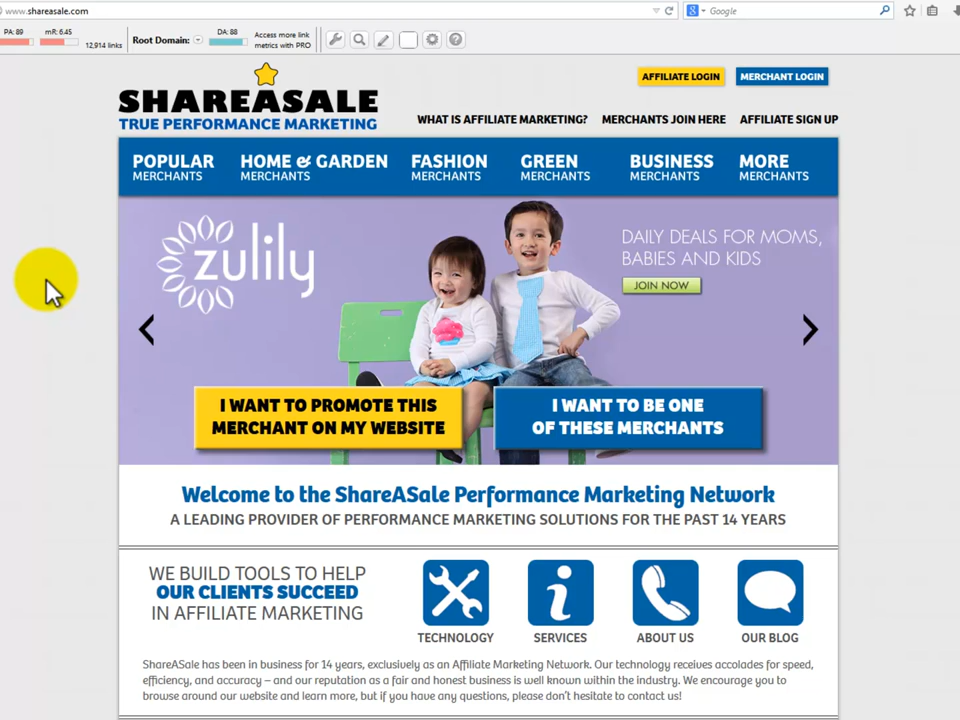 www.shareasale.com
Google
PA: 89
mR: 6.45
12,914 links
Root Domain:
DA: 88
Access more link
metrics with PRO
AFFILIATE LOGIN
MERCHANT LOGIN
SHAREASALE
TRUE PERFORMANCE MARKETING
WHAT IS AFFILIATE MARKETING?
MERCHANTS JOIN HERE
AFFILIATE SIGN UP
POPULAR
MERCHANTS
HOME & GARDEN
MERCHANTS
FASHION
MERCHANTS
GREEN
MERCHANTS
BUSINESS
MERCHANTS
MORE
MERCHANTS
zulily
DAILY DEALS FOR MOMS,
BABIES AND KIDS
JOIN NOW
I WANT TO PROMOTE THIS
MERCHANT ON MY WEBSITE
I WANT TO BE ONE
OF THESE MERCHANTS
Welcome to the ShareASale Performance Marketing Network
A LEADING PROVIDER OF PERFORMANCE MARKETING SOLUTIONS FOR THE PAST 14 YEARS
WE BUILD TOOLS TO HELP
OUR CLIENTS SUCCEED
IN AFFILIATE MARKETING
TECHNOLOGY
SERVICES
ABOUT US
OUR BLOG
ShareASale has been in business for 14 years, exclusively as an Affiliate Marketing Network. Our technology receives accolades for speed,
efficiency, and accuracy – and our reputation as a fair and honest business is well known within the industry. We encourage you to
browse around our website and learn more, but if you have any questions, please don't hesitate to contact us!